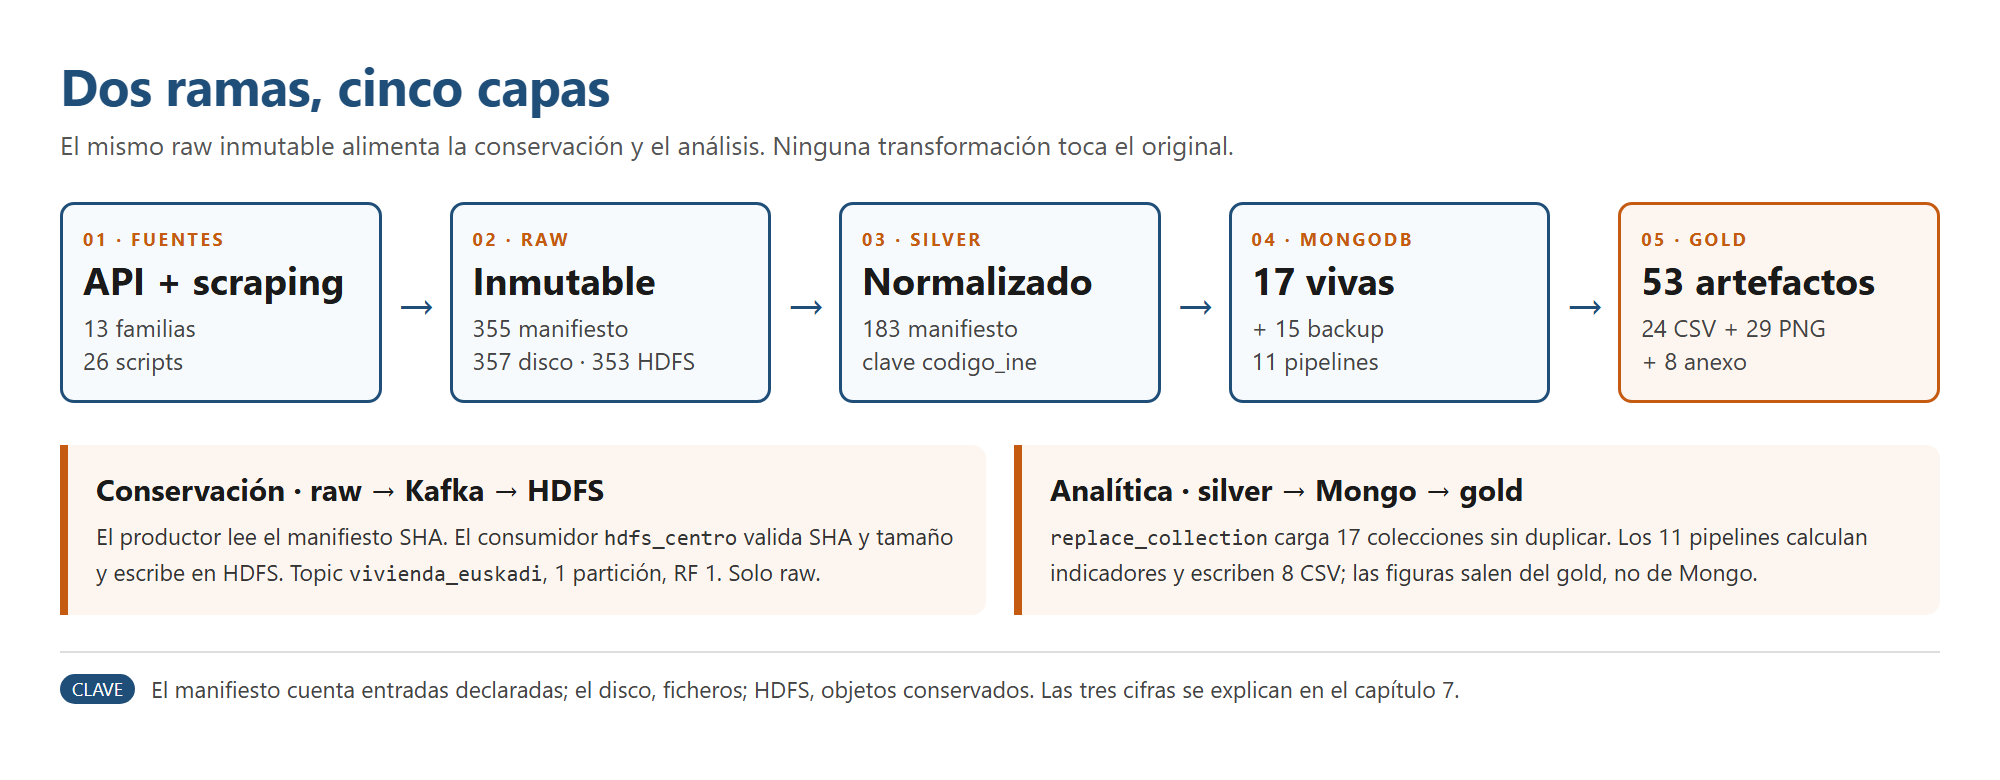 Dos ramas, cinco capas
El mismo raw inmutable alimenta la conservación y el análisis. Ninguna transformación toca el original.
01 · FUENTES
API + scraping
13 familias
26 scripts
→
02 · RAW
Inmutable
355 manifiesto
357 disco · 353 HDFS
→
03 · SILVER
Normalizado
183 manifiesto
clave codigo_ine
→
04 · MONGODB
17 vivas
+ 15 backup
11 pipelines
→
05 · GOLD
53 artefactos
24 CSV + 29 PNG
+ 8 anexo
Conservación · raw → Kafka → HDFS
El productor lee el manifiesto SHA. El consumidor hdfs_centro valida SHA y tamaño
y escribe en HDFS. Topic vivienda_euskadi, 1 partición, RF 1. Solo raw.
Analítica · silver → Mongo → gold
replace_collection carga 17 colecciones sin duplicar. Los 11 pipelines calculan
indicadores y escriben 8 CSV; las figuras salen del gold, no de Mongo.
CLAVE El manifiesto cuenta entradas declaradas; el disco, ficheros; HDFS, objetos conservados. Las tres cifras se explican en el capítulo 7.